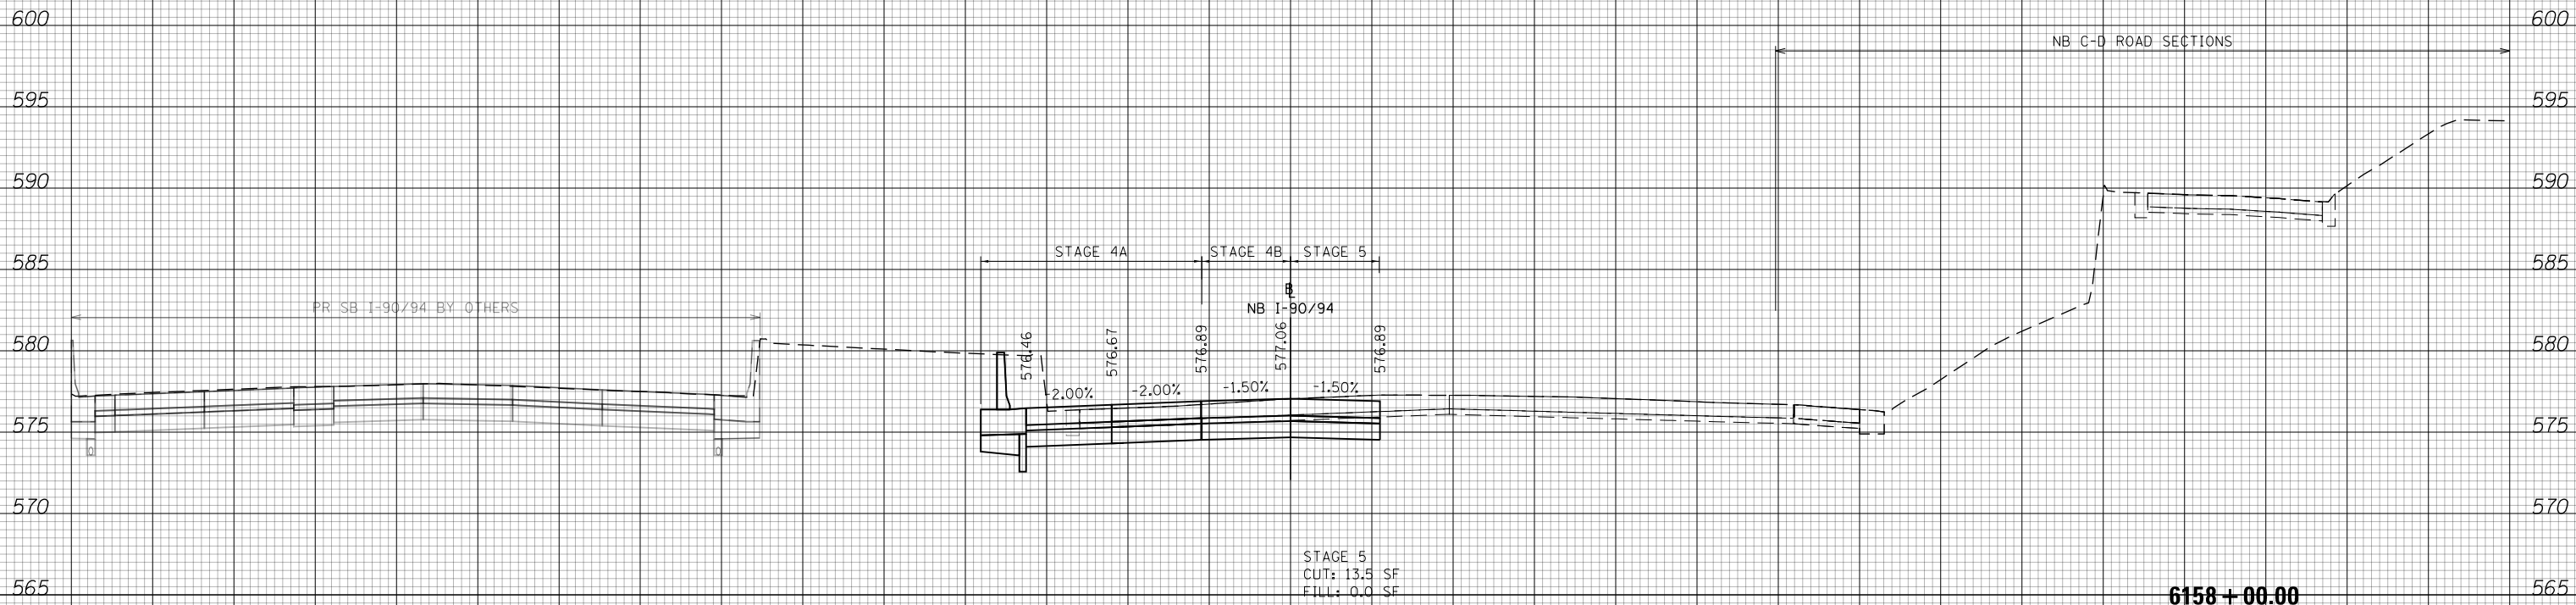 600 600
NB C-D ROAD SECTIONS
595 595
590 590
STAGE 4A STAGE 4B STAGE 5
585 585
PR SB I-90/94 BY OTHERS
NB I-90/94
580 576.46 576.67 576.89 577.06 576.89 580
2.00% -2.00% -1.50% -1.50%
575 575
570 570
STAGE 5
CUT: 13.5 SF
FILL: 0.0 SF
565 6158+00.00 565